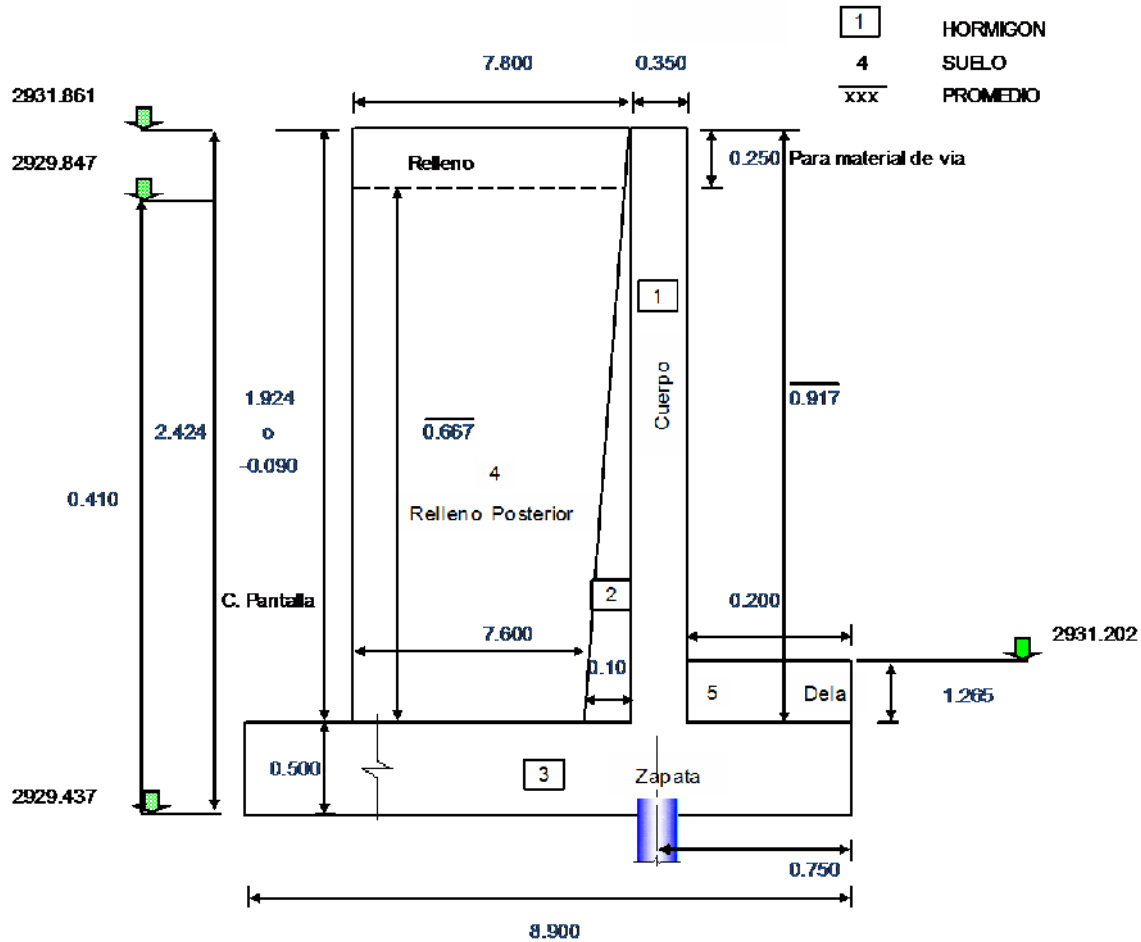 1 HORMIGON
7.800 0.350 4 SUELO
2931.861 xxx PROMEDIO
2929.847 Relleno 0.250 Para material de via
1
Cuerpo
1.924 0.917
2.424 o 0.667
-0.090
4
0.410 Relleno Posterior
2
C. Pantalla 0.200
7.600 2931.202
0.10
5 Dela 1.265
0.500 3 Zapata
2929.437
0.750
8.900